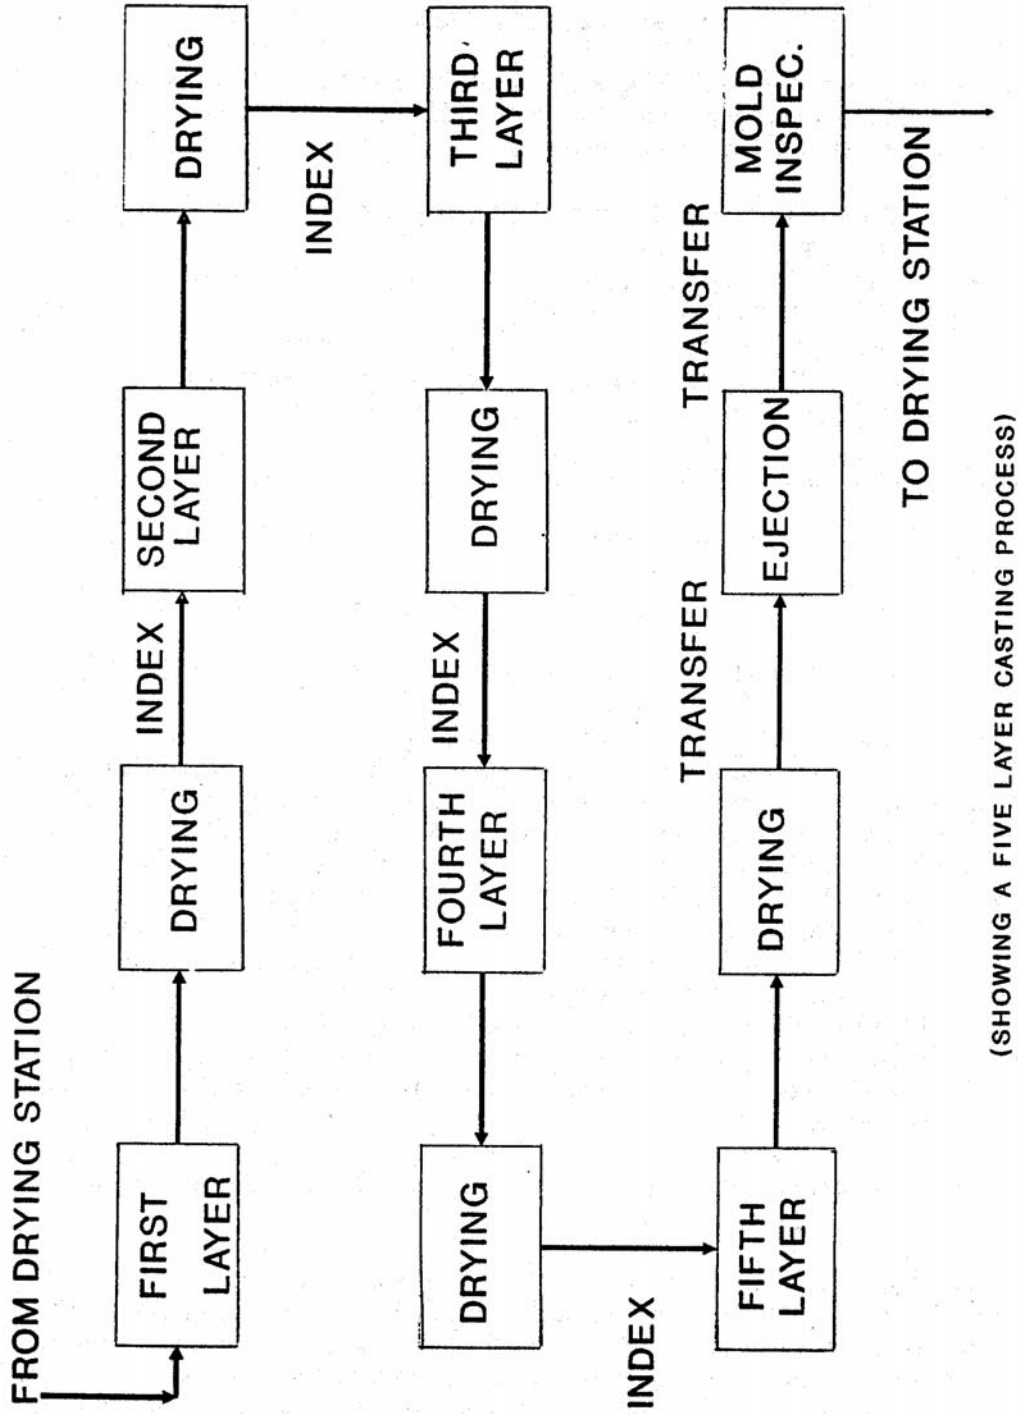 FROM DRYING STATION
FIRST
LAYER
DRYING
INDEX
SECOND
LAYER
DRYING
INDEX
THIRD
LAYER
DRYING
INDEX
FOURTH
LAYER
DRYING
INDEX
FIFTH
LAYER
DRYING
TRANSFER
EJECTION
TRANSFER
MOLD
INSPEC.
TO DRYING STATION
(SHOWING A FIVE LAYER CASTING PROCESS)